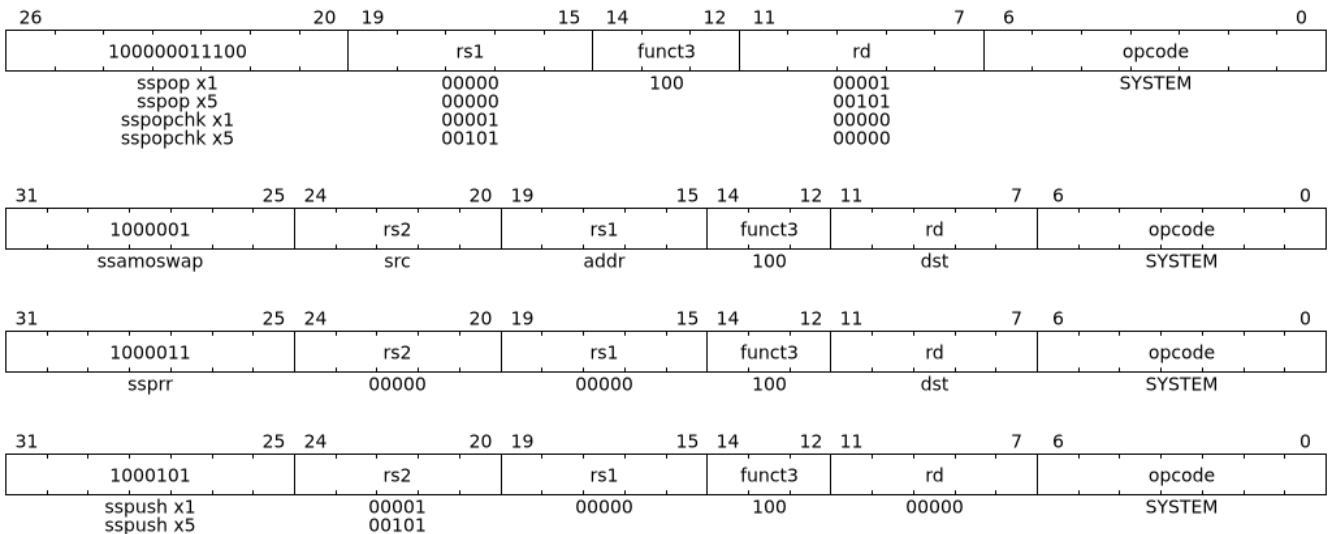 26 20 19 15 14 12 11 7 6 0
100000011100 rs1 funct3 rd opcode
sspop x1 00000 100 00001 SYSTEM
sspop x5 00000 00101
sspopchk x1 00001 00000
sspopchk x5 00101 00000
31 25 24 20 19 15 14 12 11 7 6 0
1000001 rs2 rs1 funct3 rd opcode
ssamoswap src addr 100 dst SYSTEM
31 25 24 20 19 15 14 12 11 7 6 0
1000011 rs2 rs1 funct3 rd opcode
ssprr 00000 00000 100 dst SYSTEM
31 25 24 20 19 15 14 12 11 7 6 0
1000101 rs2 rs1 funct3 rd opcode
sspush x1 00001 00000 100 00000 SYSTEM
sspush x5 00101